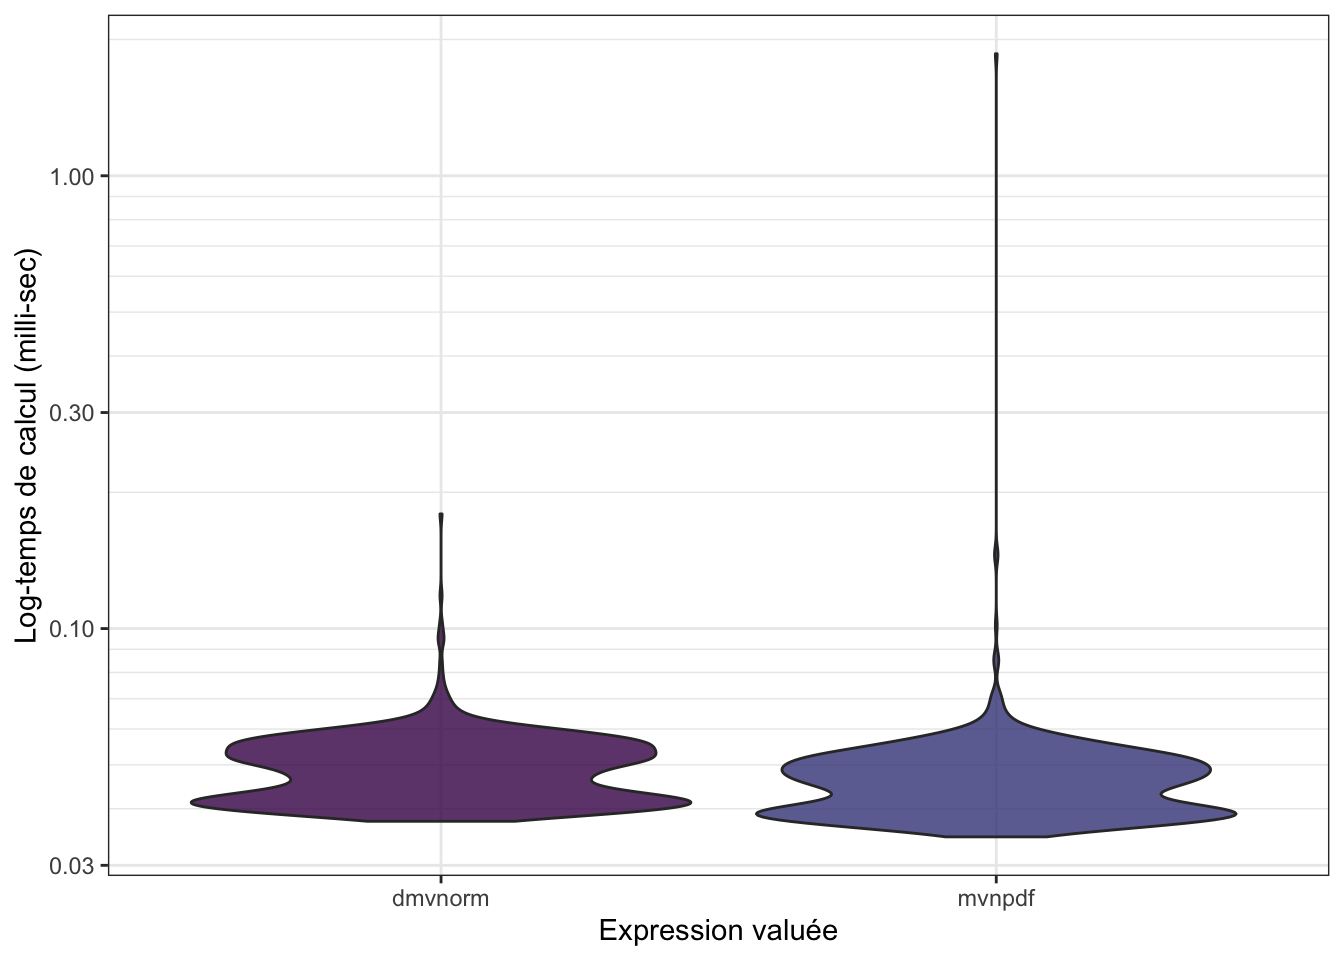 Log-temps de calcul (milli-sec)
1.00
0.30
0.10
0.03
dmvnorm
mvnpdf
Expression valuée